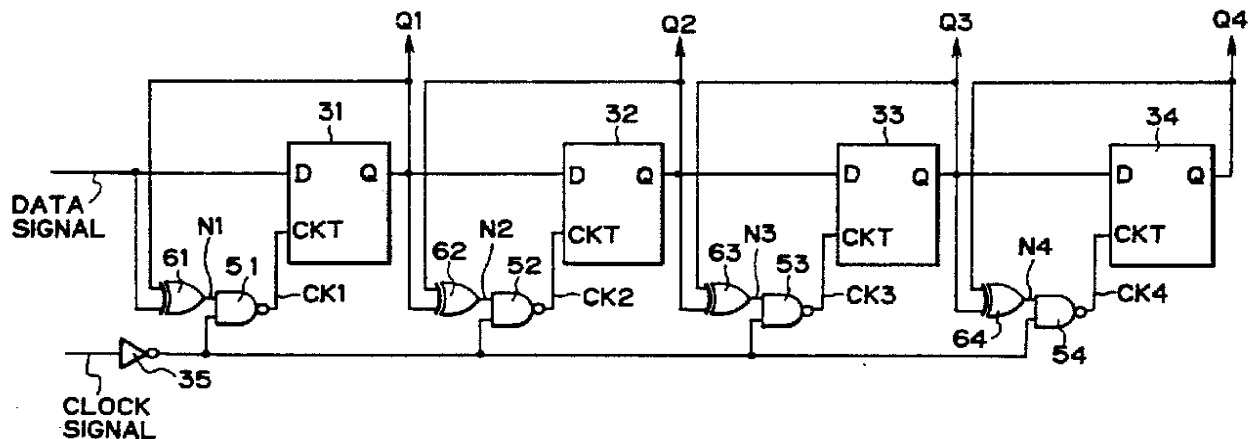 Q1
Q2
Q3
Q4
31
32
33
34
D Q
D Q
D Q
D Q
DATA
SIGNAL
CKT
CKT
CKT
CKT
61
N1
51
CK1
62
N2
52
CK2
63
N3
53
CK3
64
N4
54
CK4
35
CLOCK
SIGNAL